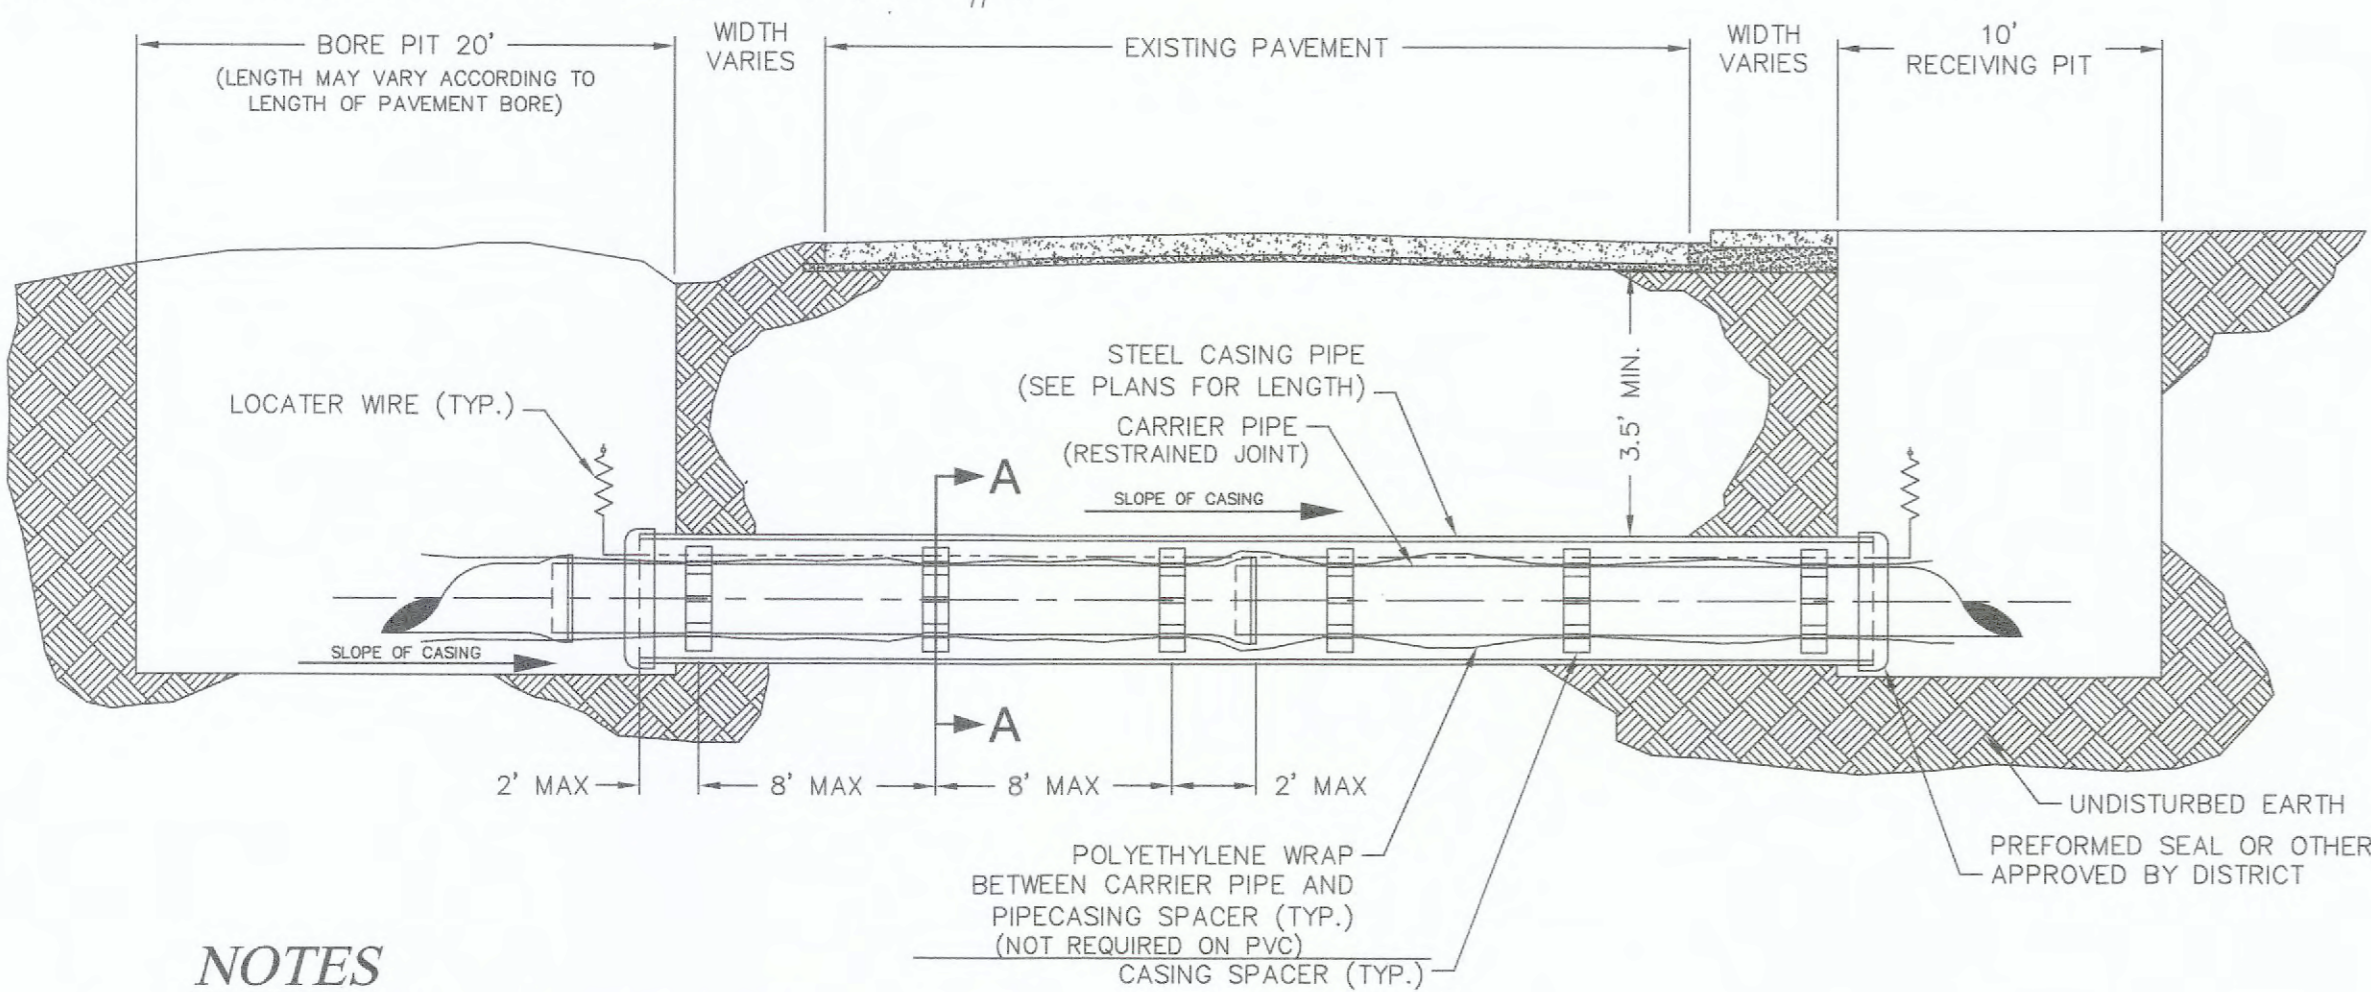 BORE PIT 20'
(LENGTH MAY VARY ACCORDING TO
LENGTH OF PAVEMENT BORE)
WIDTH
VARIES
EXISTING PAVEMENT
WIDTH
VARIES
10'
RECEIVING PIT
LOCATER WIRE (TYP.)
STEEL CASING PIPE
(SEE PLANS FOR LENGTH)
CARRIER PIPE
(RESTRAINED JOINT)
3.5' MIN.
A
SLOPE OF CASING
SLOPE OF CASING
A
2' MAX
8' MAX
8' MAX
2' MAX
UNDISTURBED EARTH
PREFORMED SEAL OR OTHER
APPROVED BY DISTRICT
POLYETHYLENE WRAP
BETWEEN CARRIER PIPE AND
PIPECASING SPACER (TYP.)
(NOT REQUIRED ON PVC)
CASING SPACER (TYP.)
NOTES